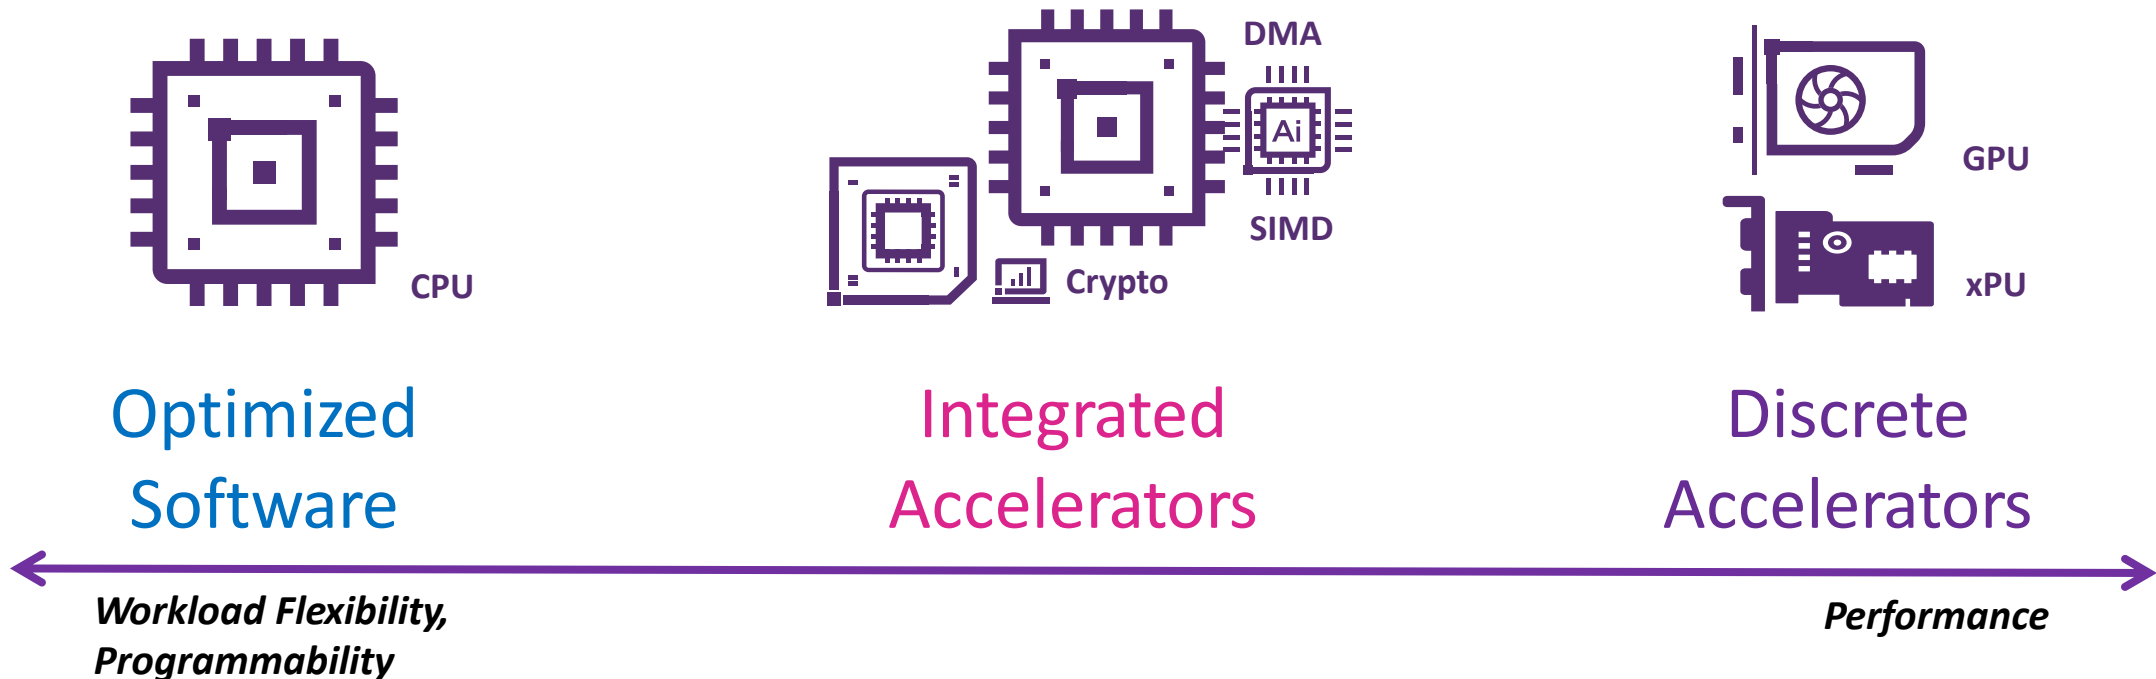 DMA
Ai
SIMD
Crypto
CPU
GPU
xPU
Optimized
Software
Integrated
Accelerators
Discrete
Accelerators
Workload Flexibility,
Programmability
Performance